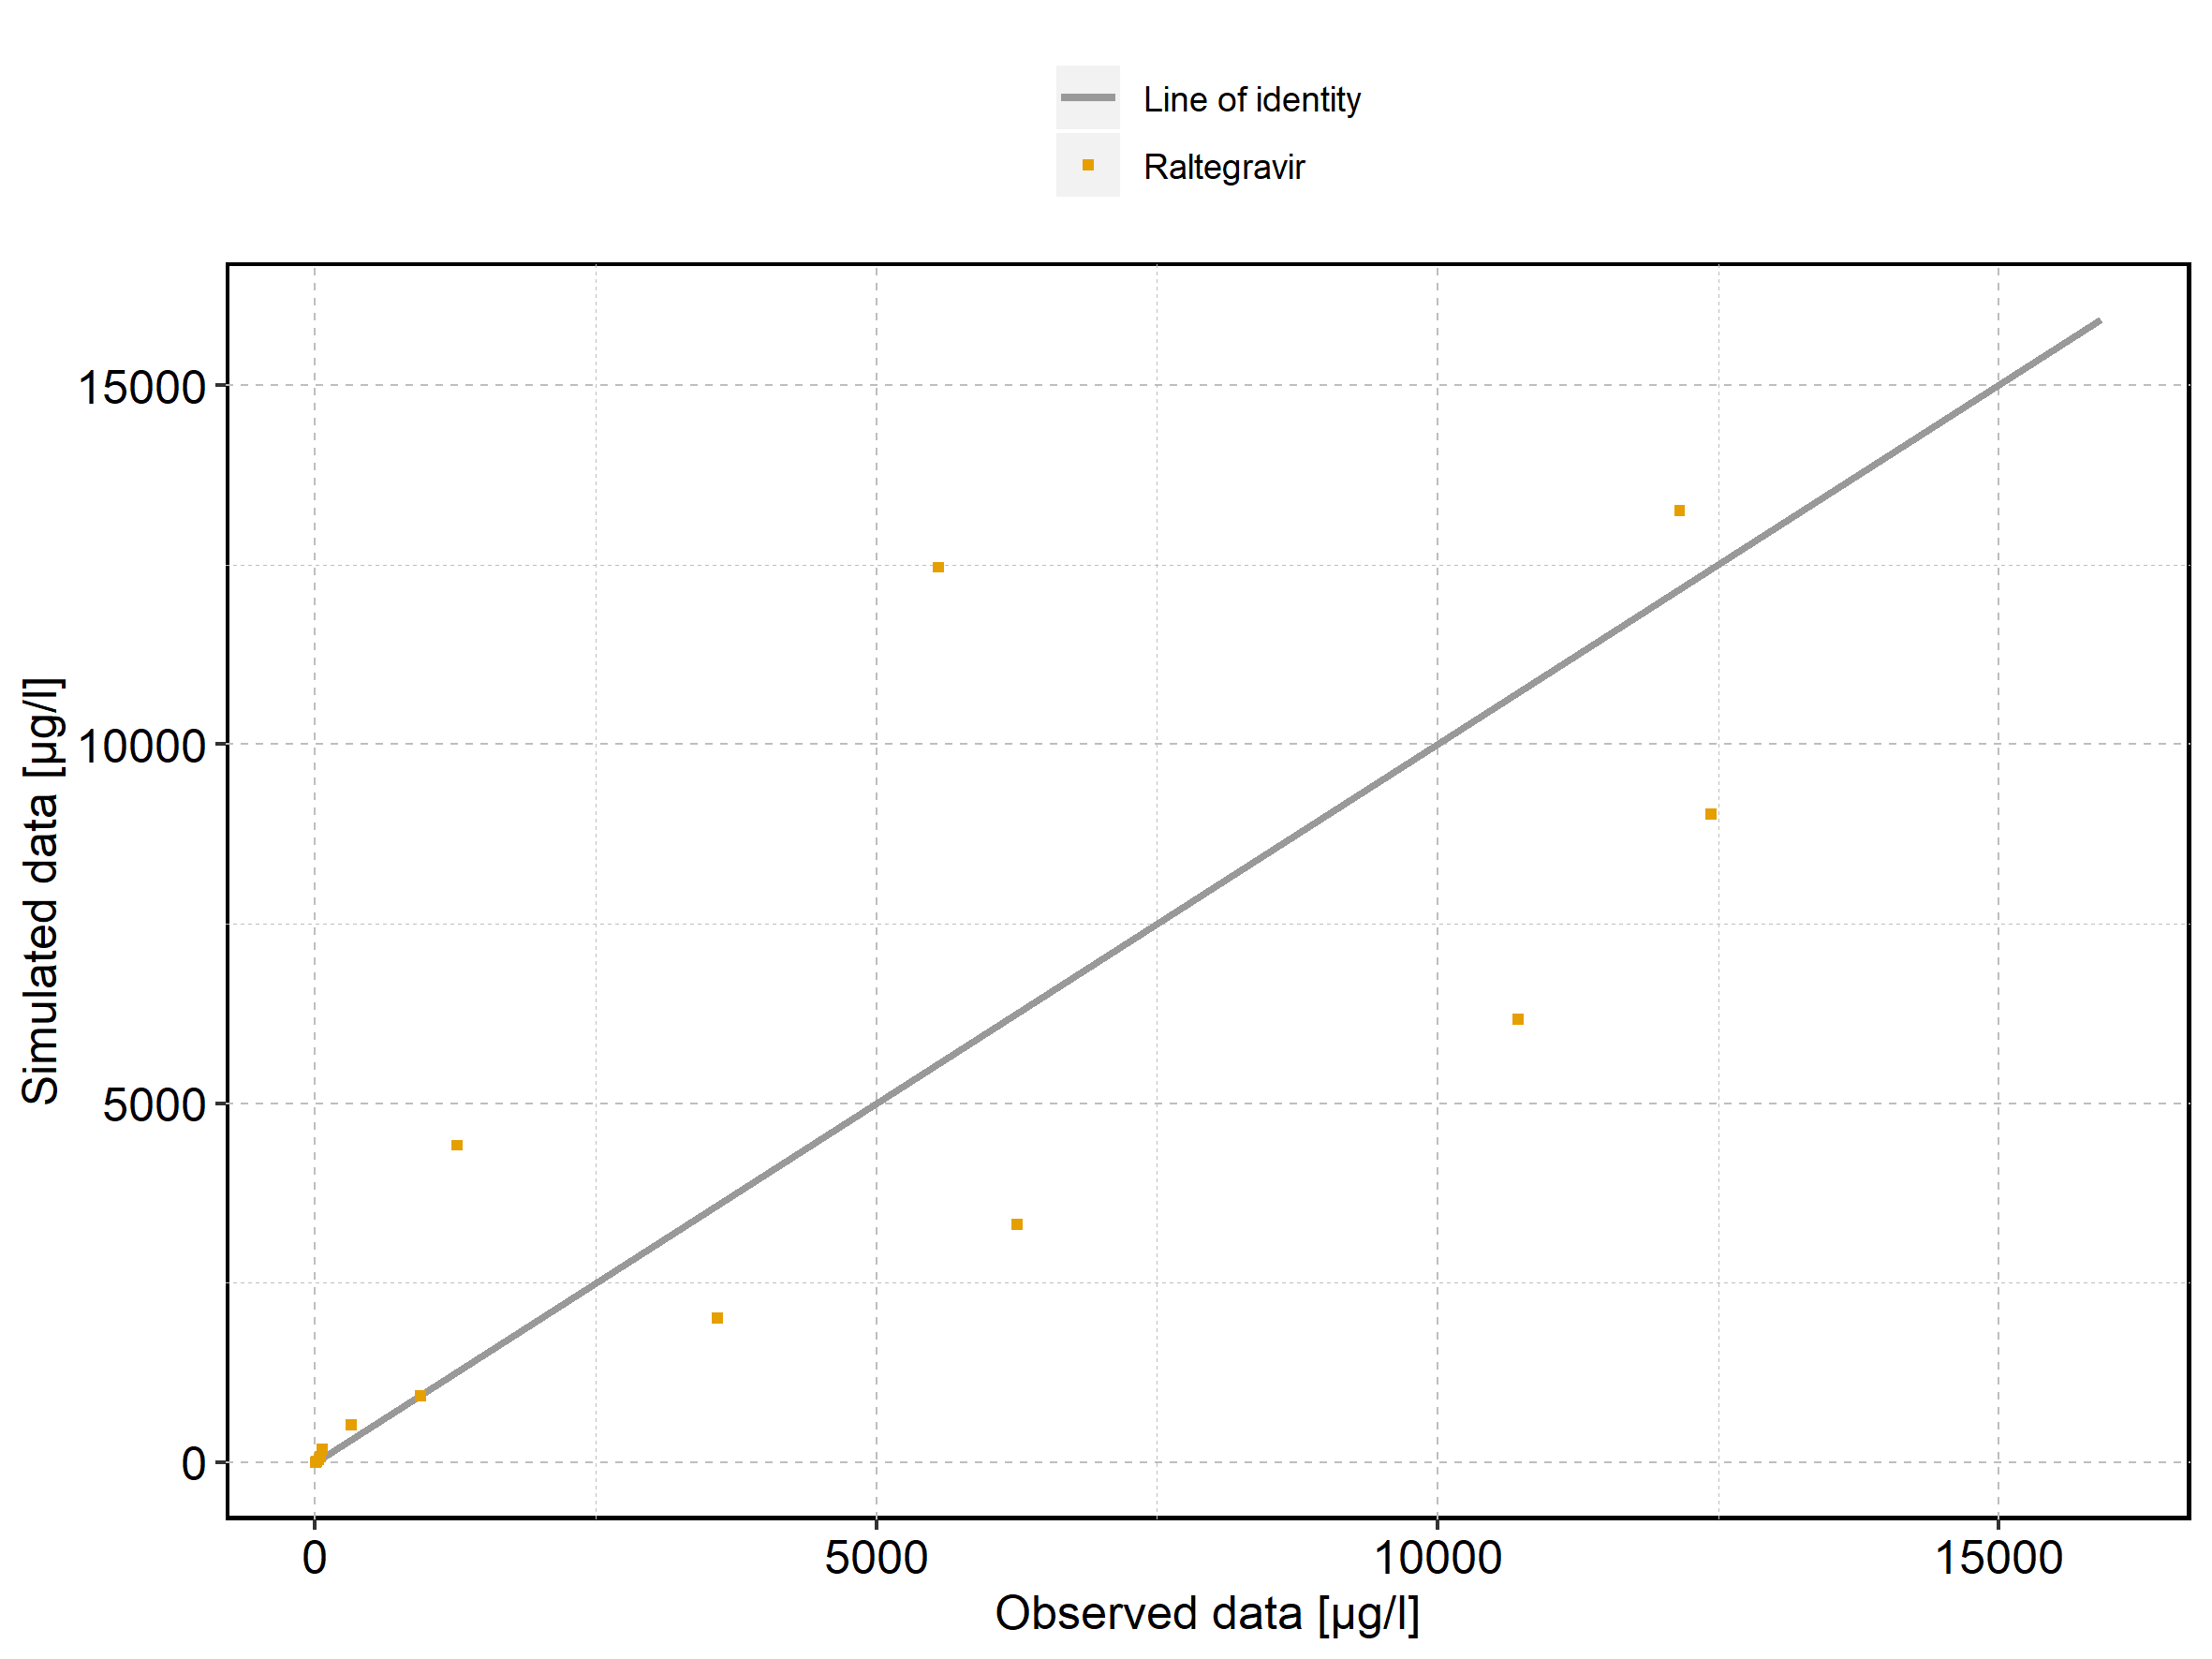 Line of identity
Raltegravir
15000
10000
5000
0
Simulated data [µg/l]
0 5000 10000 15000
Observed data [µg/l]